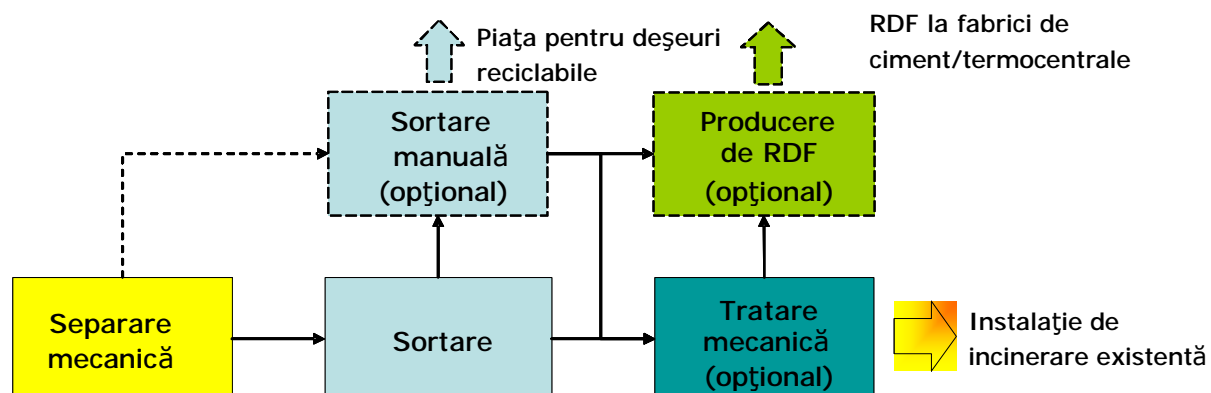 Piaţa pentru deşeuri
reciclabile
RDF la fabrici de
ciment/termocentrale
Sortare
manuală
(opţional)
Producere
de RDF
(opţional)
Separare
mecanică
Sortare
Tratare
mecanică
(opţional)
Instalaţie de
incinerare existentă